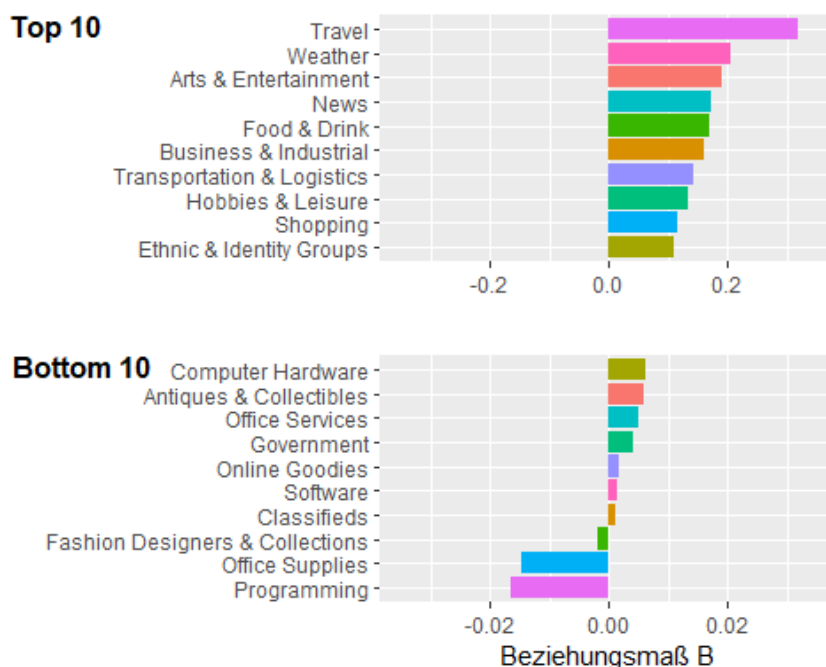 Top 10
Travel
Weather
Arts & Entertainment
News
Food & Drink
Business & Industrial
Transportation & Logistics
Hobbies & Leisure
Shopping
Ethnic & Identity Groups
-0.2 0.0 0.2
Bottom 10
Computer Hardware
Antiques & Collectibles
Office Services
Government
Online Goodies
Software
Classifieds
Fashion Designers & Collections
Office Supplies
Programming
-0.02 0.00 0.02
Beziehungsmaß B